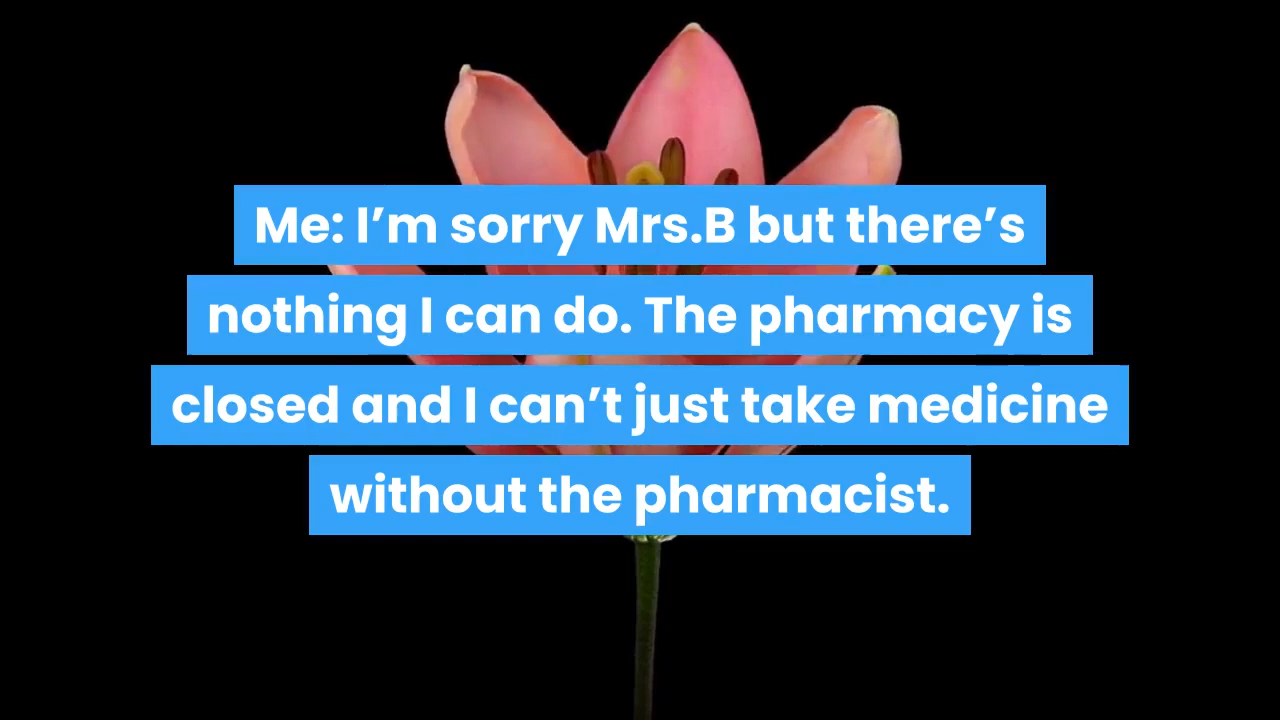 Me: I’m sorry Mrs.B but there’s
nothing I can do. The pharmacy is
closed and I can’t just take medicine
without the pharmacist.